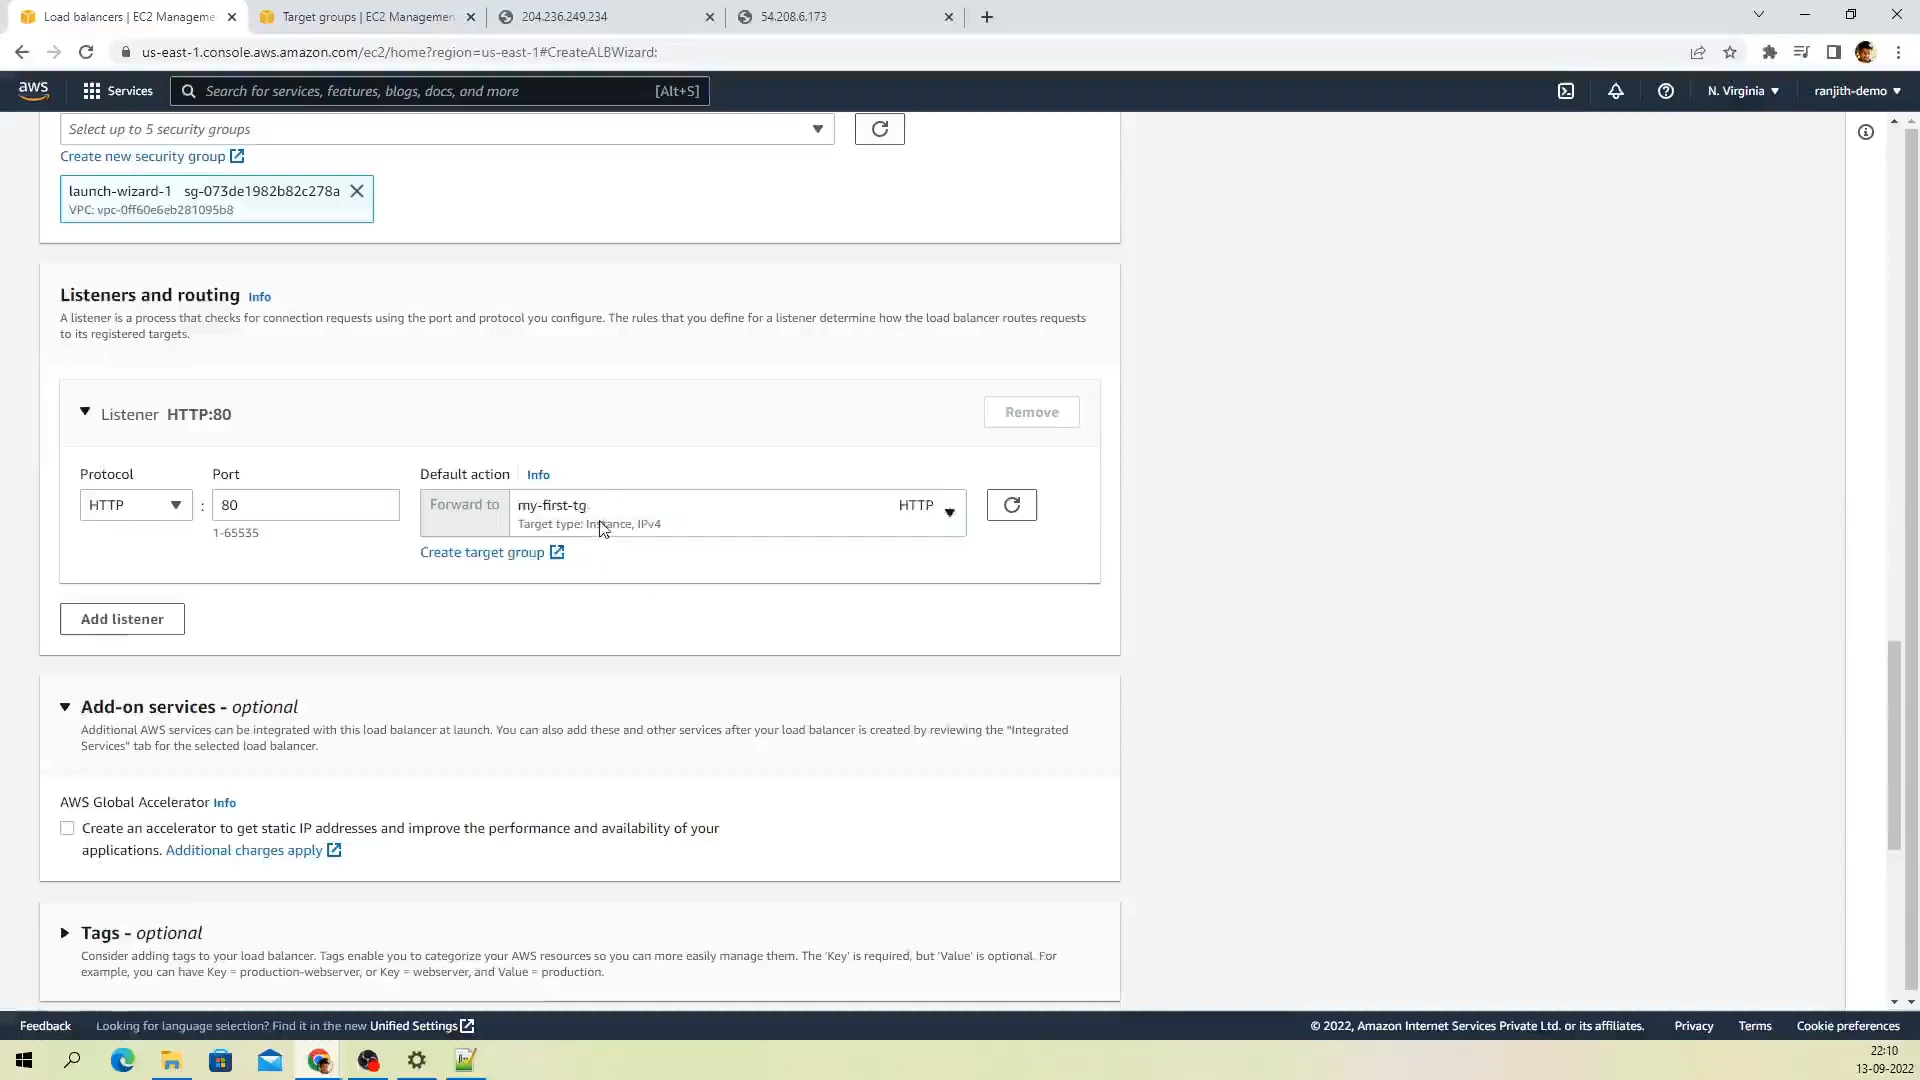 Load balancers | EC2 Manageme
Target groups | EC2 Managemen
204.236.249.234
54.208.6.173
us-east-1.console.aws.amazon.com/ec2/home?region=us-east-1#CreateALBWizard:
aws
Services
Search for services, features, blogs, docs, and more
[Alt+S]
N. Virginia
ranjith-demo
Select up to 5 security groups
Create new security group
launch-wizard-1 sg-073de1982b82c278a
VPC: vpc-0ff60e6eb281095b8
Listeners and routing Info
A listener is a process that checks for connection requests using the port and protocol you configure. The rules that you define for a listener determine how the load balancer routes requests
to its registered targets.
Listener HTTP:80
Remove
Protocol
Port
Default action
Info
HTTP
:
80
Forward to
my-first-tg
HTTP
1-65535
Target type: Instance, IPv4
Create target group
Add listener
Add-on services - optional
Additional AWS services can be integrated with this load balancer at launch. You can also add these and other services after your load balancer is created by reviewing the "Integrated
Services" tab for the selected load balancer.
AWS Global Accelerator Info
Create an accelerator to get static IP addresses and improve the performance and availability of your
applications. Additional charges apply
Tags - optional
Consider adding tags to your load balancer. Tags enable you to categorize your AWS resources so you can more easily manage them. The 'Key' is required, but 'Value' is optional. For
example, you can have Key = production-webserver, or Key = webserver, and Value = production.
Feedback
Looking for language selection? Find it in the new Unified Settings
© 2022, Amazon Internet Services Private Ltd. or its affiliates.
Privacy
Terms
Cookie preferences
22:10
13-09-2022